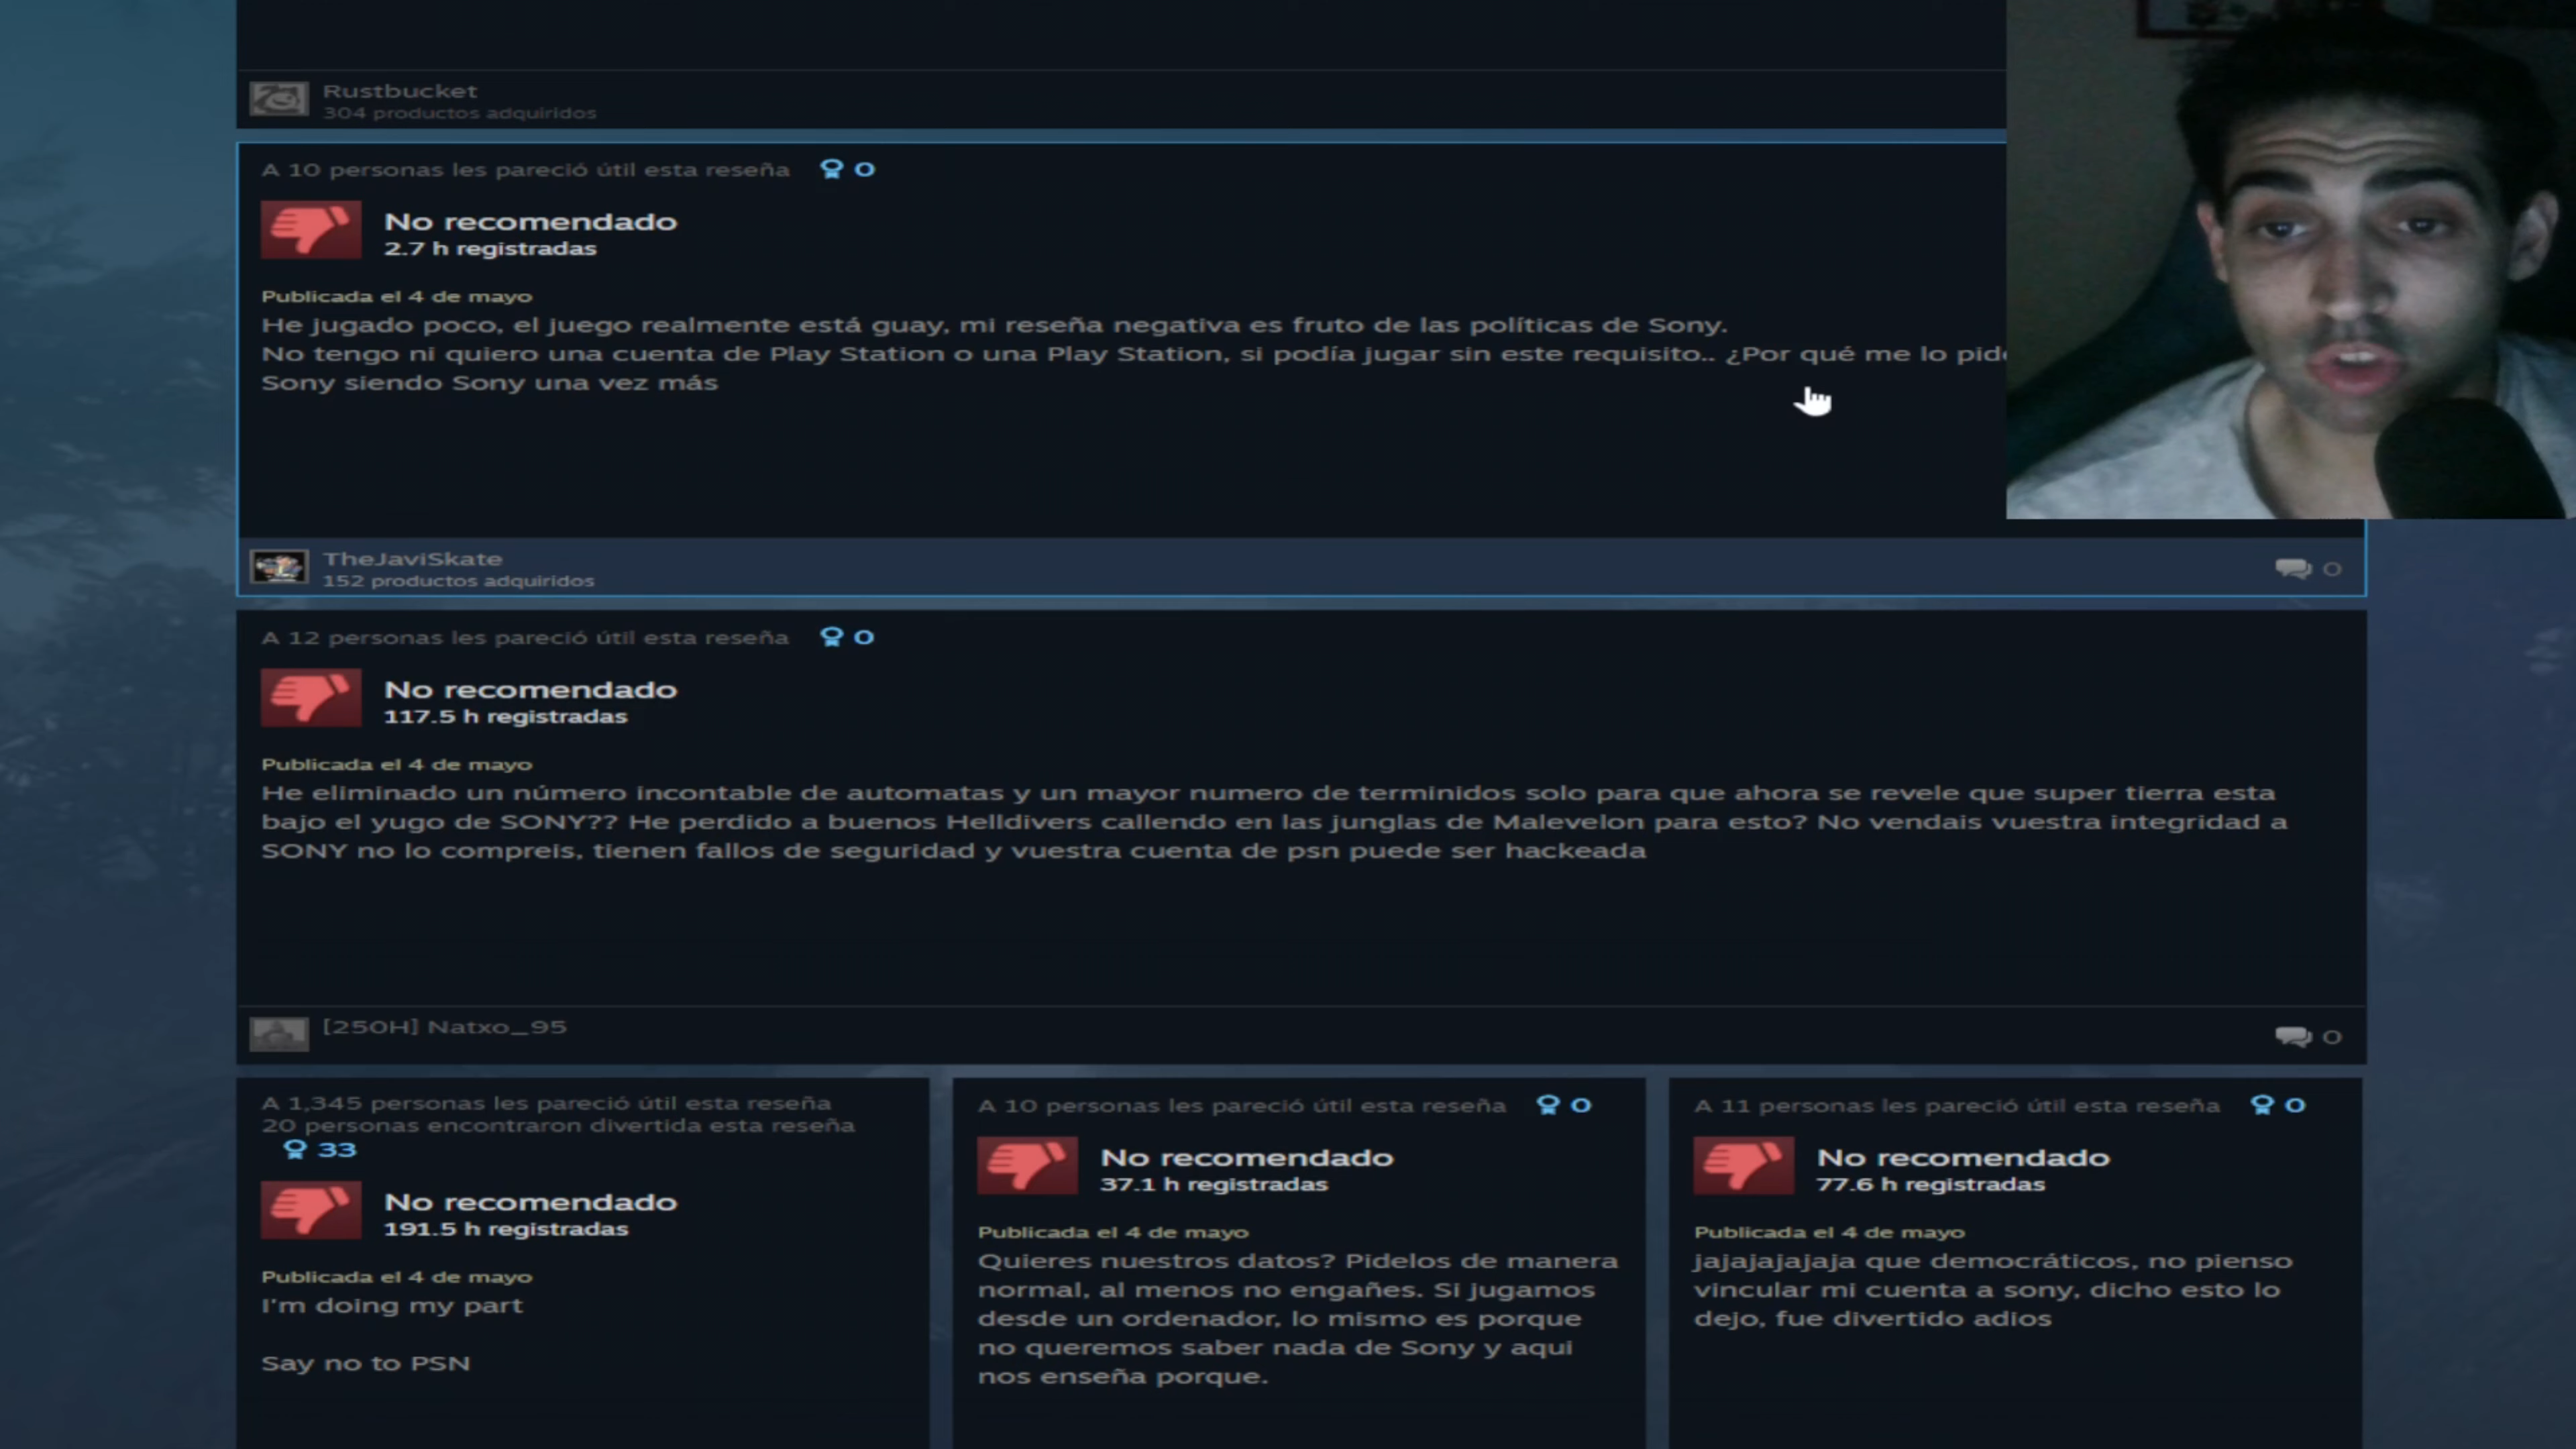 Rustbucket
304 productos adquiridos
A 10 personas les pareció útil esta reseña 0
No recomendado
2.7 h registradas
Publicada el 4 de mayo
He jugado poco, el juego realmente está guay, mi reseña negativa es fruto de las políticas de Sony.
No tengo ni quiero una cuenta de Play Station o una Play Station, si podía jugar sin este requisito.. ¿Por qué me lo pid
Sony siendo Sony una vez más
TheJaviSkate
152 productos adquiridos
0
A 12 personas les pareció útil esta reseña 0
No recomendado
117.5 h registradas
Publicada el 4 de mayo
He eliminado un número incontable de automatas y un mayor numero de terminidos solo para que ahora se revele que super tierra esta
bajo el yugo de SONY?? He perdido a buenos Helldivers callendo en las junglas de Malevelon para esto? No vendais vuestra integridad a
SONY no lo compreis, tienen fallos de seguridad y vuestra cuenta de psn puede ser hackeada
[250H] Natxo_95
0
A 1,345 personas les pareció útil esta reseña
20 personas encontraron divertida esta reseña
33
No recomendado
191.5 h registradas
Publicada el 4 de mayo
I'm doing my part
Say no to PSN
A 10 personas les pareció útil esta reseña 0
No recomendado
37.1 h registradas
Publicada el 4 de mayo
Quieres nuestros datos? Pidelos de manera
normal, al menos no engañes. Si jugamos
desde un ordenador, lo mismo es porque
no queremos saber nada de Sony y aqui
nos enseña porque.
A 11 personas les pareció útil esta reseña 0
No recomendado
77.6 h registradas
Publicada el 4 de mayo
jajajajajaja que democráticos, no pienso
vincular mi cuenta a sony, dicho esto lo
dejo, fue divertido adios